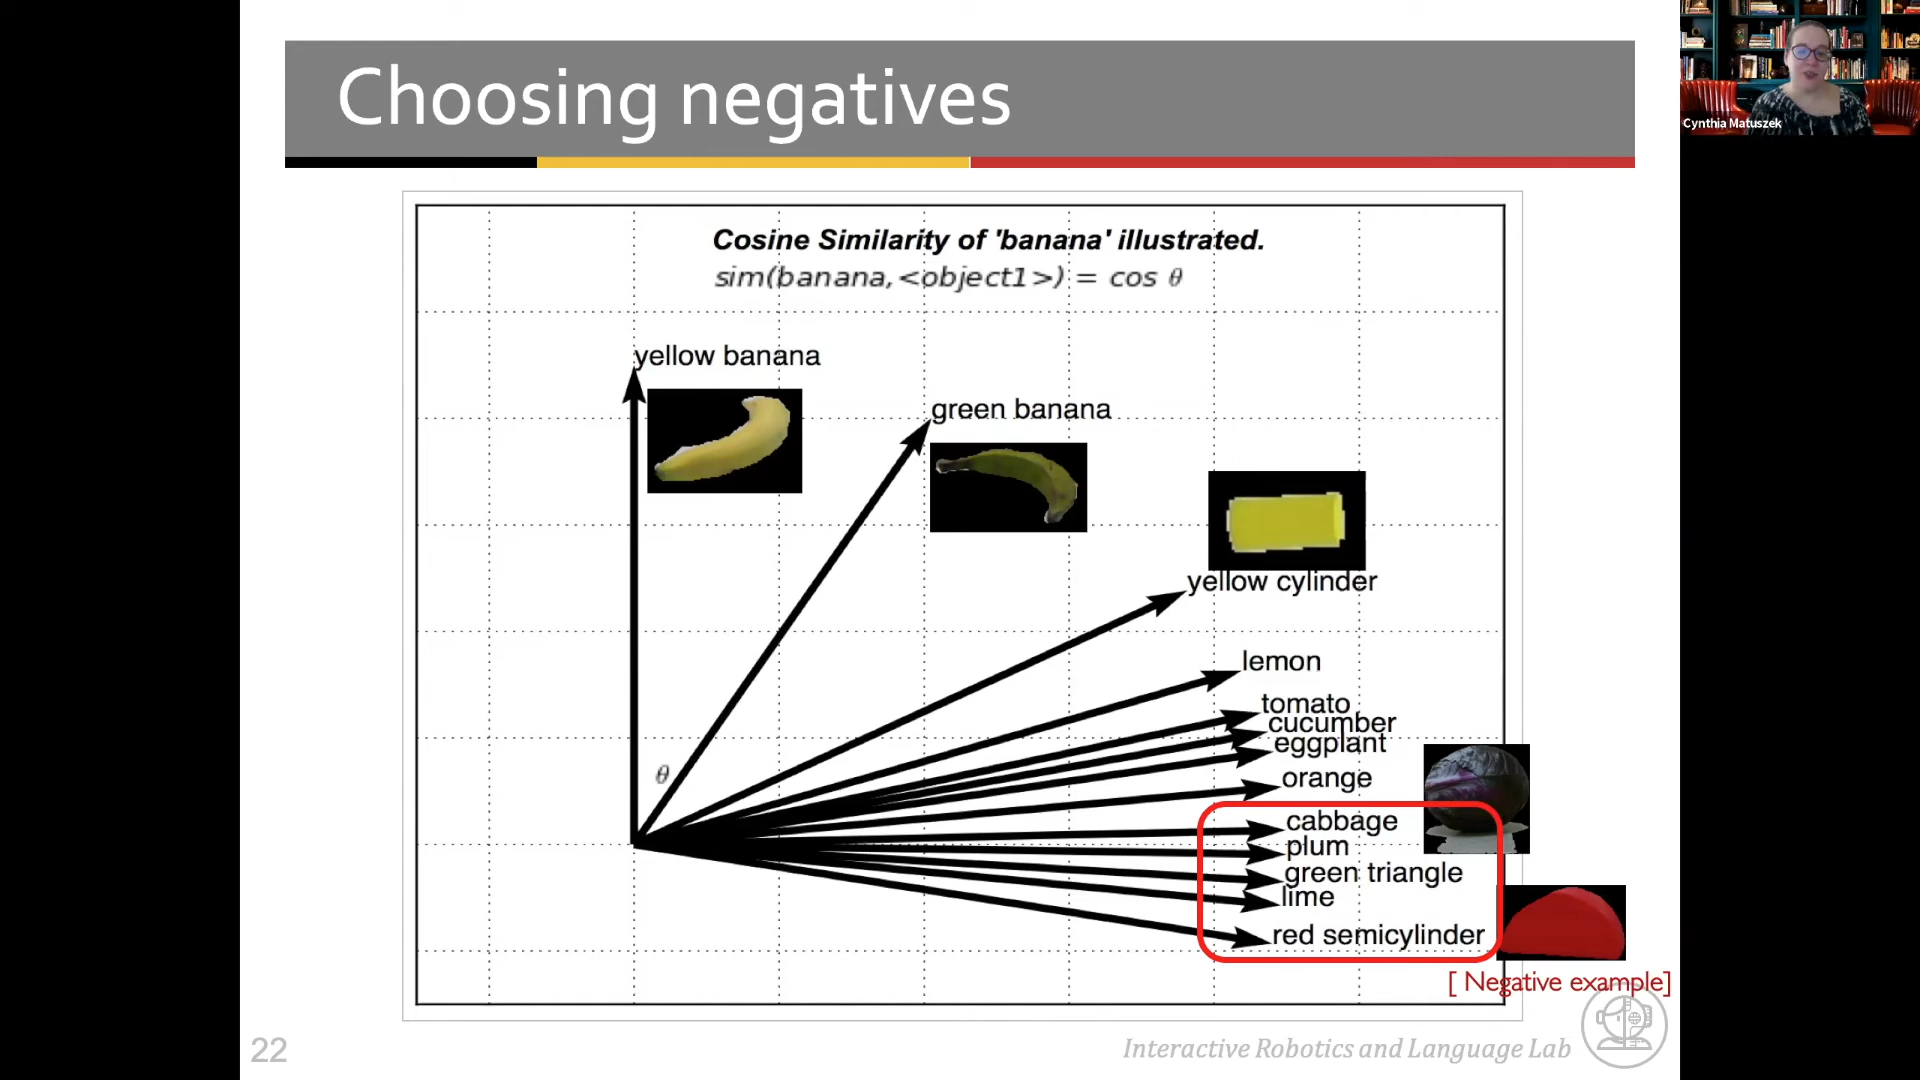 Choosing negatives
Cynthia Matuszek
Cosine Similarity of 'banana' illustrated.
sim(banana,<object1>) = cos θ
yellow banana
green banana
yellow cylinder
lemon
tomato
cucumber
eggplant
θ
orange
cabbage
plum
green triangle
lime
red semicylinder
[ Negative example]
22
Interactive Robotics and Language Lab